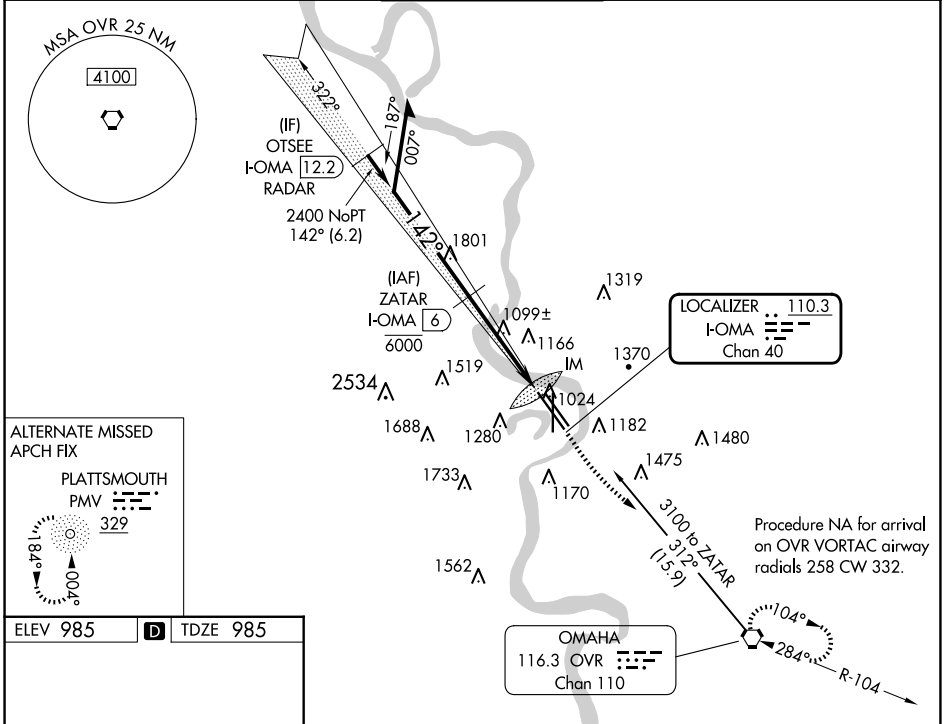 MSA OVR 25 NM
4100
322°
187°
007°
(IF)
OTSEE
I-OMA 12.2
RADAR
2400 NoPT
142° (6.2)
142°
1801
(IAF)
ZATAR
I-OMA 6
6000
1319
1099±
1166
LOCALIZER 110.3
I-OMA
Chan 40
1370
IM
1519
2534
1024
1688
1280
1182
1480
1733
1170
1475
1562
3100 to ZATAR
312°
(15.9)
Procedure NA for arrival
on OVR VORTAC airway
radials 258 CW 332.
ALTERNATE MISSED
APCH FIX
PLATTSMOUTH
PMV
329
184°
004°
ELEV 985 D TDZE 985
OMAHA
116.3 OVR
Chan 110
104°
284°
R-104